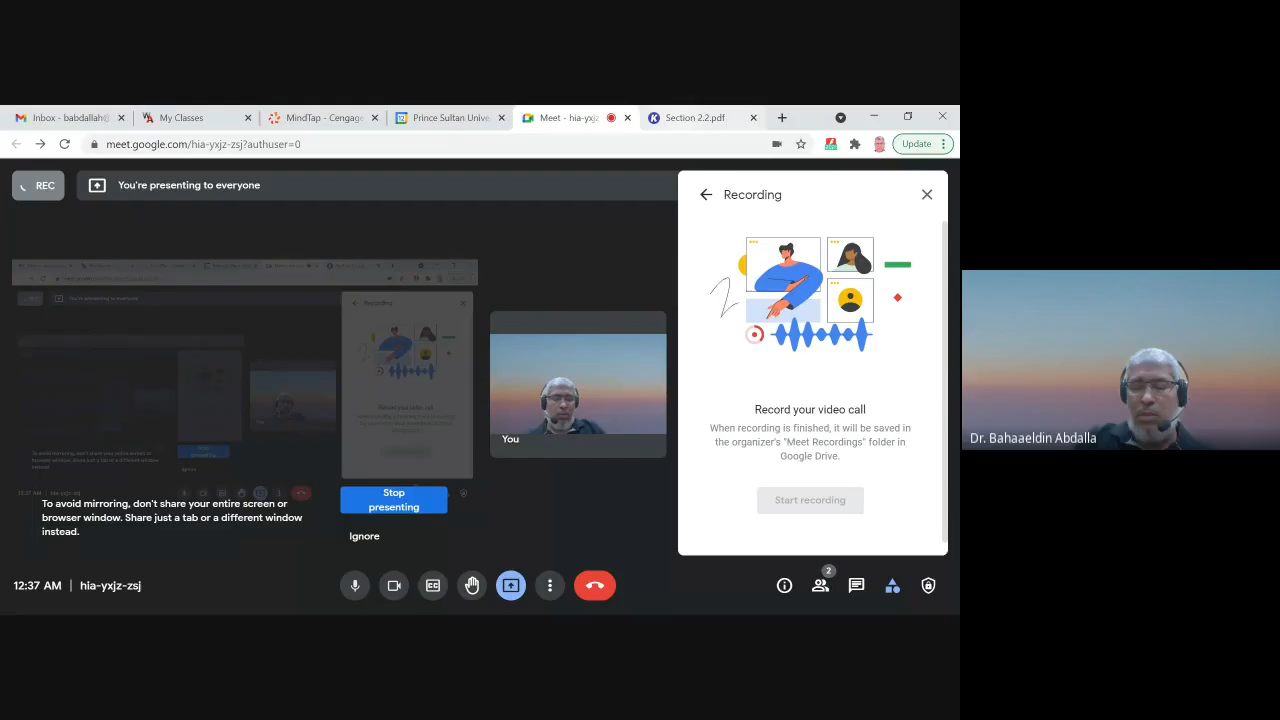 Inbox - babdallah@
My Classes
MindTap - Cengage
Prince Sultan Unive
Meet - hia-yxjz
Section 2.2.pdf
meet.google.com/hia-yxjz-zsj?authuser=0
Update
REC
You're presenting to everyone
Recording
Record your video call
When recording is finished, it will be saved in
the organizer's "Meet Recordings" folder in
Google Drive.
Start recording
You
Stop
presenting
To avoid mirroring, don't share your entire screen or
browser window. Share just a tab or a different window
instead.
Ignore
12:37 AM | hia-yxjz-zsj
2
Dr. Bahaaeldin Abdalla